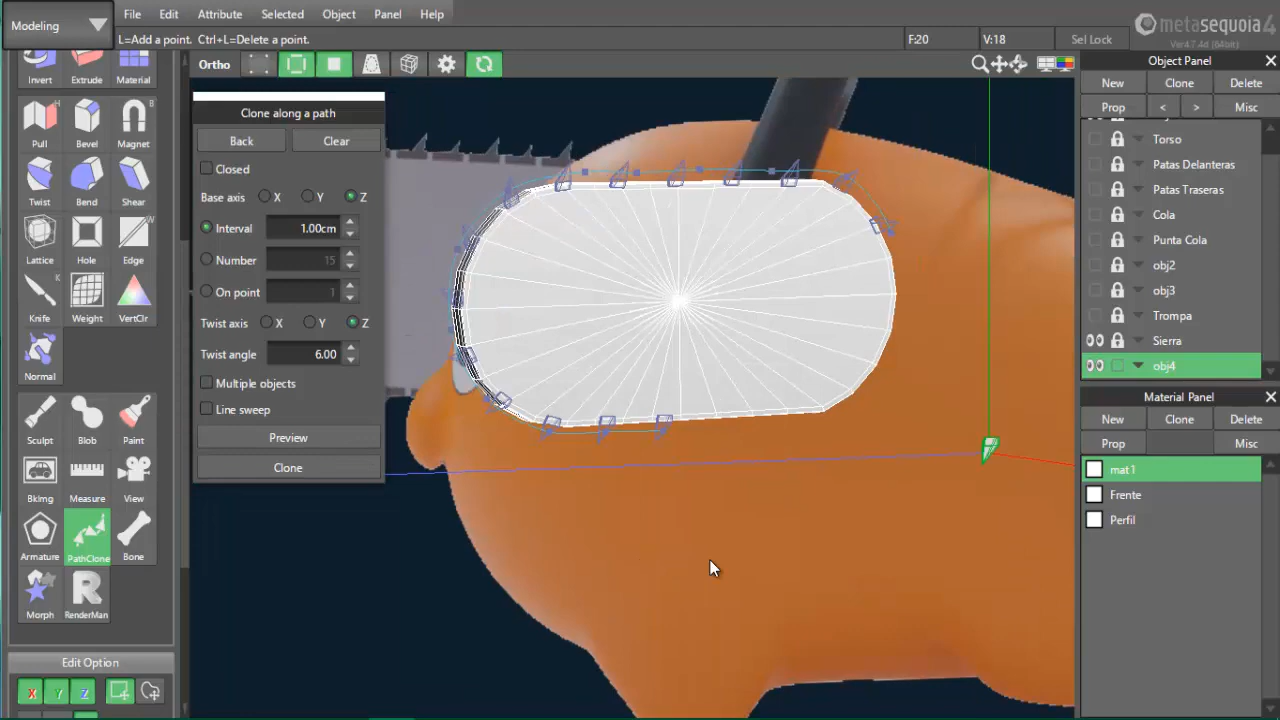 Modeling
File Edit Attribute Selected Object Panel Help
L=Add a point. Ctrl+L=Delete a point.
F:20
V:18
Sel Lock
metasequoia4
Ver4.7.4d (64bit)
Invert Extrude Material
Pull Bevel Magnet
H B
Twist Bend Shear
Lattice Hole Edge
W
Knife Weight VertClr
K
Normal
Sculpt Blob Paint
BkImg Measure View
Armature PathClone Bone
Morph RenderMan
Edit Option
X Y Z
Ortho
Clone along a path
Back Clear
Closed
Base axis X Y Z
Interval 1.00cm
Number 15
On point 1
Twist axis X Y Z
Twist angle 6.00
Multiple objects
Line sweep
Preview
Clone
Object Panel
New Clone Delete
Prop < > Misc
Torso
Patas Delanteras
Patas Traseras
Cola
Punta Cola
obj2
obj3
Trompa
Sierra
obj4
Material Panel
New Clone Delete
Prop Misc
mat1
Frente
Perfil